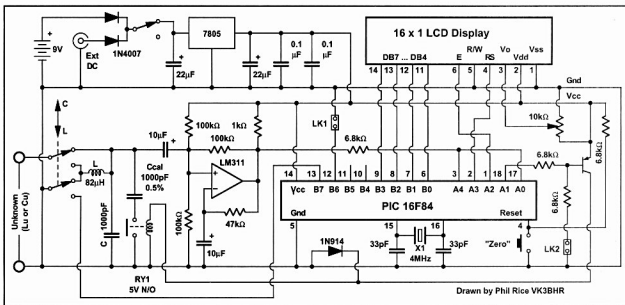 7805
16 x 1 LCD Display
9V
Ext
DC
1N4007
22µF
22µF
0.1
µF
0.1
µF
DB7 ... DB4
E
R/W
RS
Vo
Vdd
Vss
14 13 12 11
6 5 4 3 2 1
Gnd
Vcc
C
L
100kΩ
1kΩ
LK1
10kΩ
10µF
100kΩ
6.8kΩ
6.8kΩ
6.8kΩ
Ccal
1000pF
0.5%
LM311
L
82µH
Unknown
(Lu or Cu)
1000pF
C
100kΩ
47kΩ
10µF
14 13 12 11 10 9 8 7 6 3 2 1 18 17
Vcc B7 B6 B5 B4 B3 B2 B1 B0 A4 A3 A2 A1 A0
PIC 16F84
Gnd
Reset
5 15 16 4
6.8kΩ
33pF
X1
4MHz
33pF
"Zero"
LK2
1N914
RY1
5V N/O
Drawn by Phil Rice VK3BHR